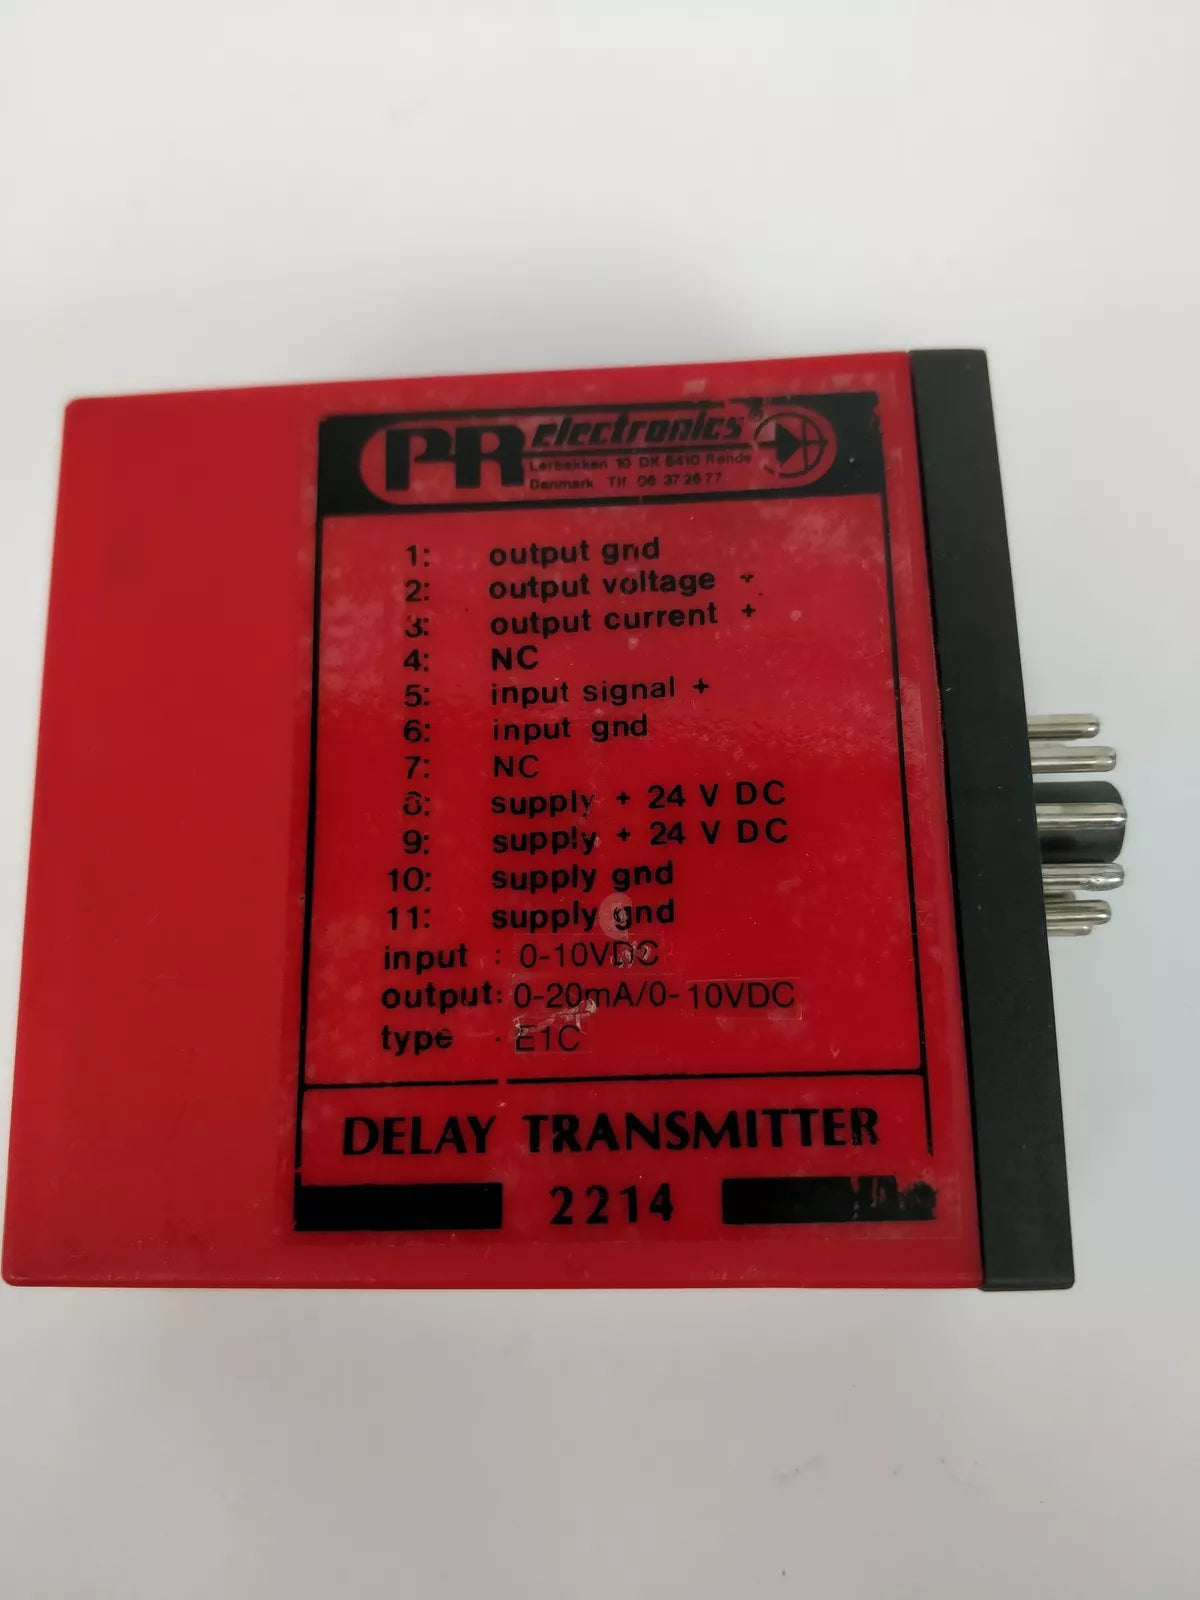 PR electronics®
Lerbakken 10 DK 8410 Rønde
Denmark Tlf 06 37 26 77
1: output gnd
2: output voltage +
3: output current +
4: NC
5: input signal +
6: input gnd
7: NC
8: supply + 24 V DC
9: supply + 24 V DC
10: supply gnd
11: supply gnd
input : 0-10VDC
output: 0-20mA/0-10VDC
type : E1C
DELAY TRANSMITTER
2214